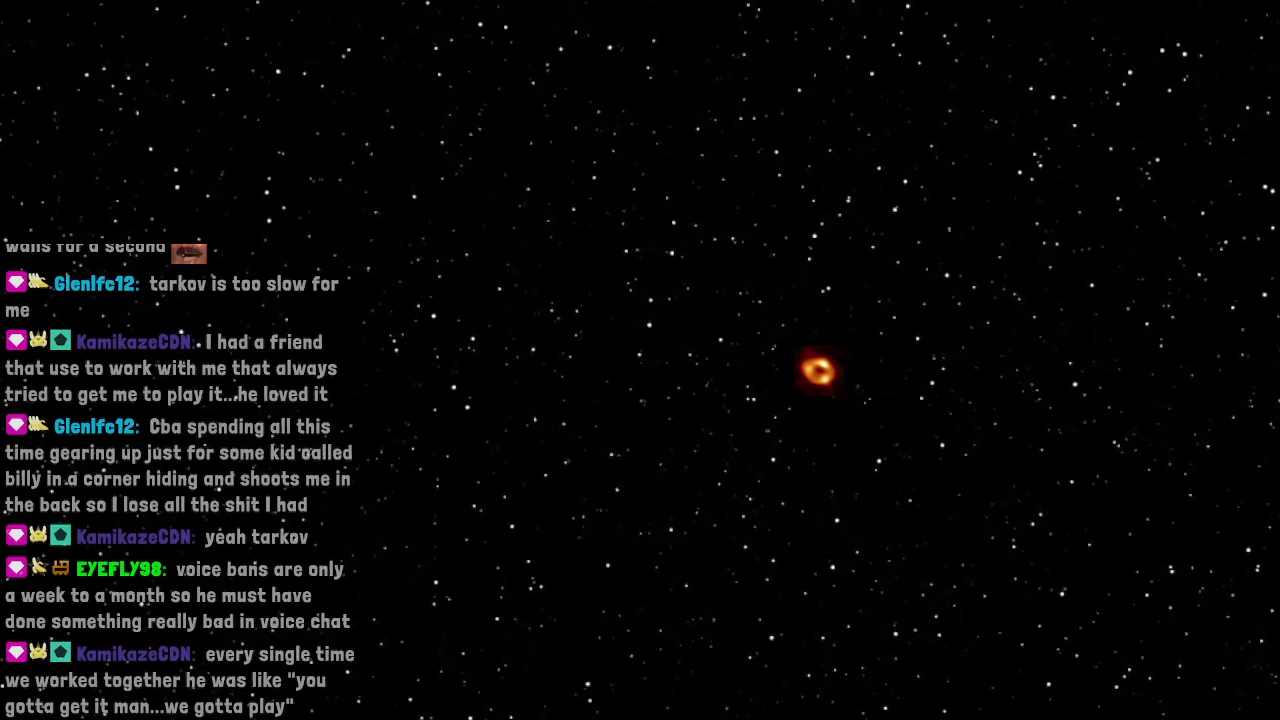 walls for a second
Glenlfc12: tarkov is too slow for
me
KamikazeCDN: I had a friend
that use to work with me that always
tried to get me to play it...he loved it
Glenlfc12: Cba spending all this
time gearing up just for some kid called
billy in a corner hiding and shoots me in
the back so I lose all the shit I had
KamikazeCDN: yeah tarkov
EYEFLY98: voice bans are only
a week to a month so he must have
done something really bad in voice chat
KamikazeCDN: every single time
we worked together he was like "you
gotta get it man...we gotta play"